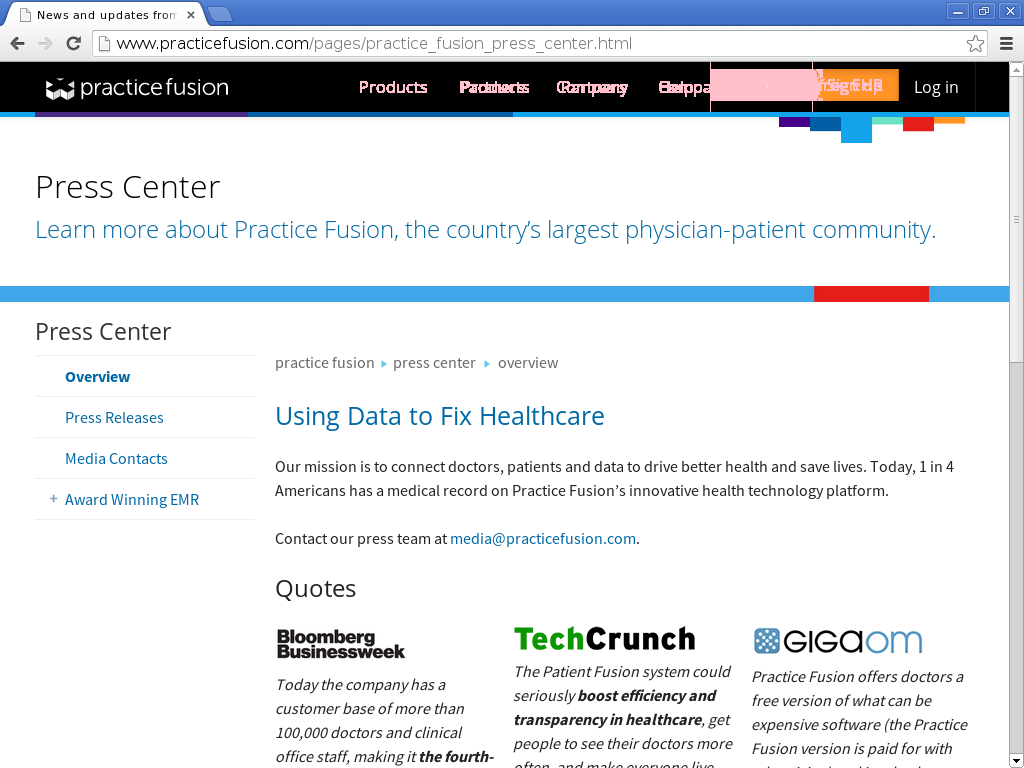 News and updates from
www.practicefusion.com/pages/practice_fusion_press_center.html
practice fusion
Products
Log in
Press Center
Learn more about Practice Fusion, the country's largest physician-patient community.
Press Center
Overview
Press Releases
Media Contacts
+ Award Winning EMR
practice fusion
press center
overview
Using Data to Fix Healthcare
Our mission is to connect doctors, patients and data to drive better health and save lives. Today, 1 in 4
Americans has a medical record on Practice Fusion’s innovative health technology platform.
Contact our press team at media@practicefusion.com.
Quotes
Bloomberg
Businessweek
Today the company has a
customer base of more than
100,000 doctors and clinical
office staff, making it the fourth-
TechCrunch
The Patient Fusion system could
seriously boost efficiency and
transparency in healthcare, get
people to see their doctors more
often, and make everyone live
GIGAOM
Practice Fusion offers doctors a
free version of what can be
expensive software (the Practice
Fusion version is paid for with